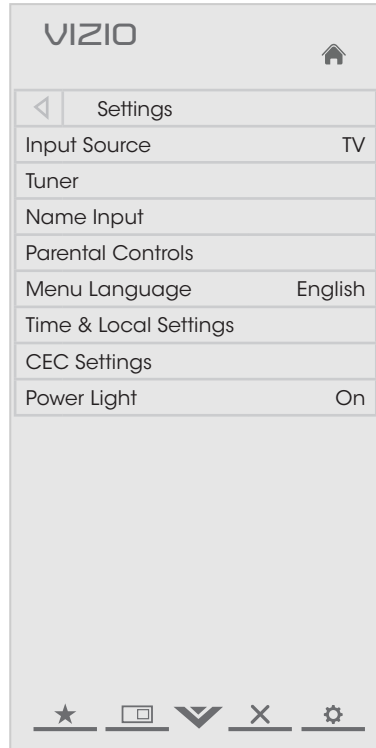 VIZIO
Settings
Input Source TV
Tuner
Name Input
Parental Controls
Menu Language English
Time & Local Settings
CEC Settings
Power Light On